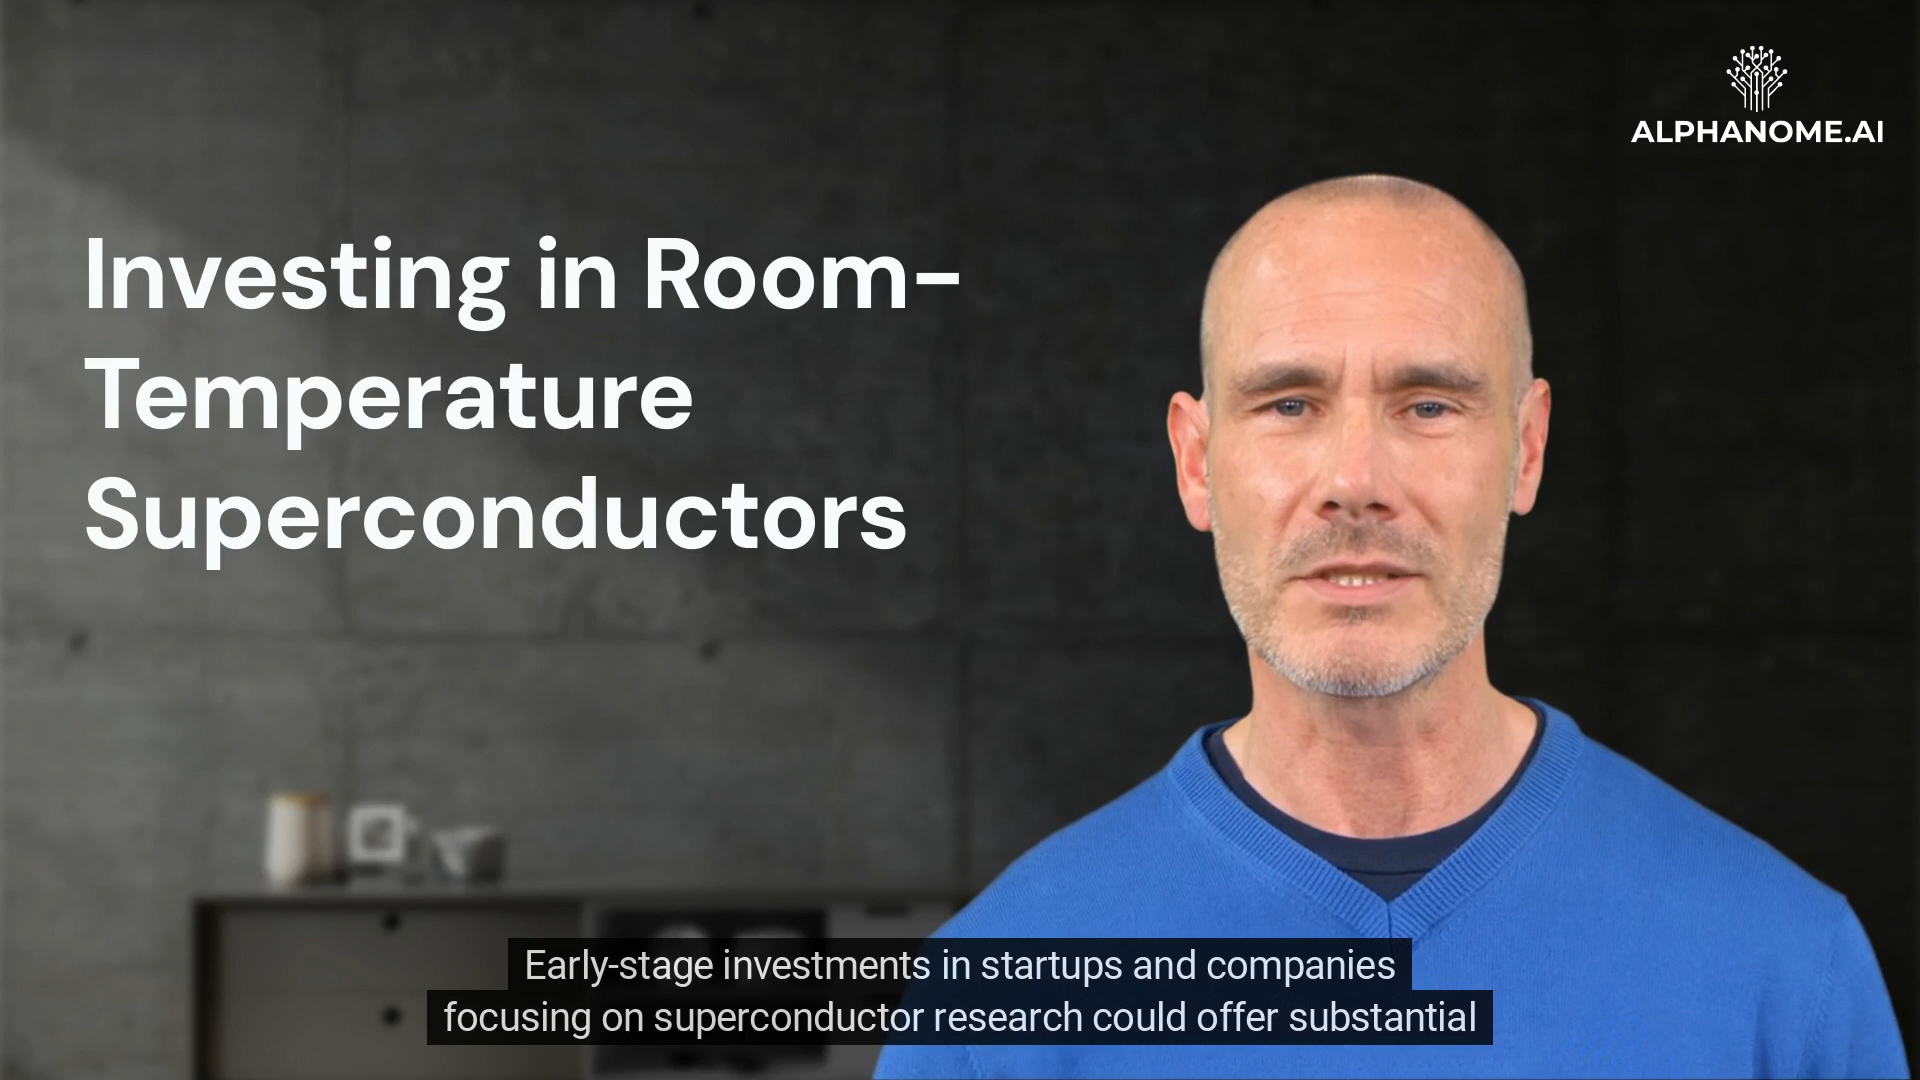 ALPHANOME.AI
Investing in Room-
Temperature
Superconductors
Early-stage investments in startups and companies
focusing on superconductor research could offer substantial